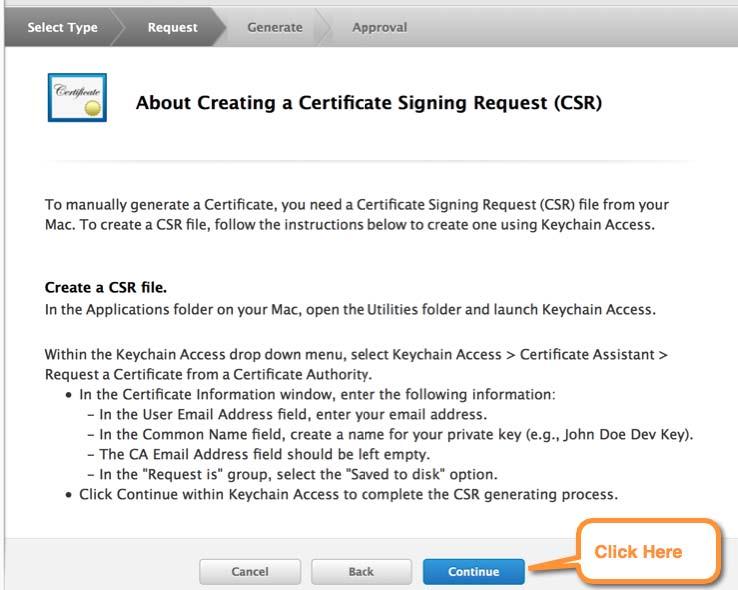 Select Type Request Generate Approval
Certificate
About Creating a Certificate Signing Request (CSR)
To manually generate a Certificate, you need a Certificate Signing Request (CSR) file from your
Mac. To create a CSR file, follow the instructions below to create one using Keychain Access.
Create a CSR file.
In the Applications folder on your Mac, open the Utilities folder and launch Keychain Access.
Within the Keychain Access drop down menu, select Keychain Access > Certificate Assistant >
Request a Certificate from a Certificate Authority.
• In the Certificate Information window, enter the following information:
– In the User Email Address field, enter your email address.
– In the Common Name field, create a name for your private key (e.g., John Doe Dev Key).
– The CA Email Address field should be left empty.
– In the "Request is" group, select the "Saved to disk" option.
• Click Continue within Keychain Access to complete the CSR generating process.
Click Here
Cancel Back Continue